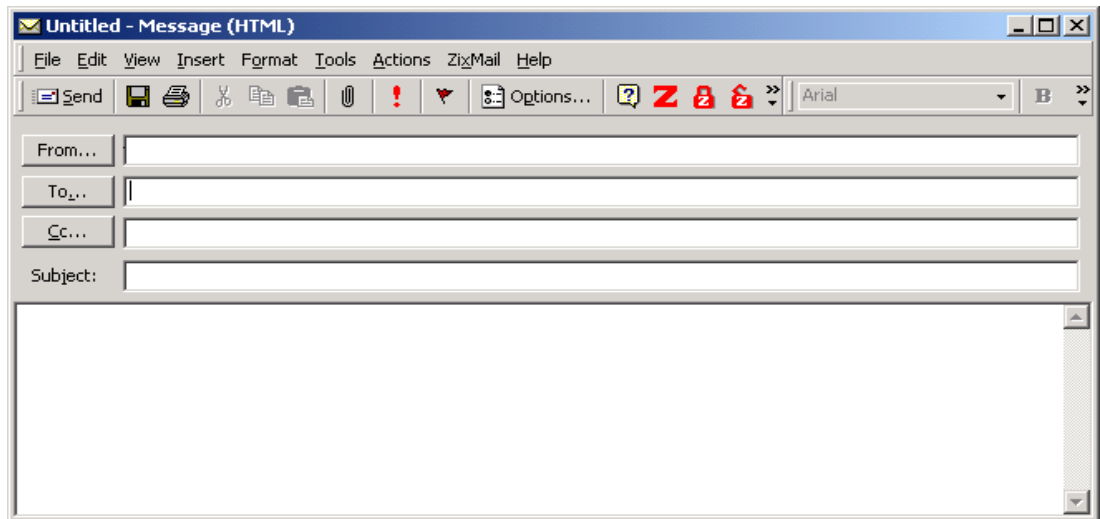 Untitled - Message (HTML)
File Edit View Insert Format Tools Actions ZixMail Help
Send Options... Z Arial B
From...
To...
Cc...
Subject: